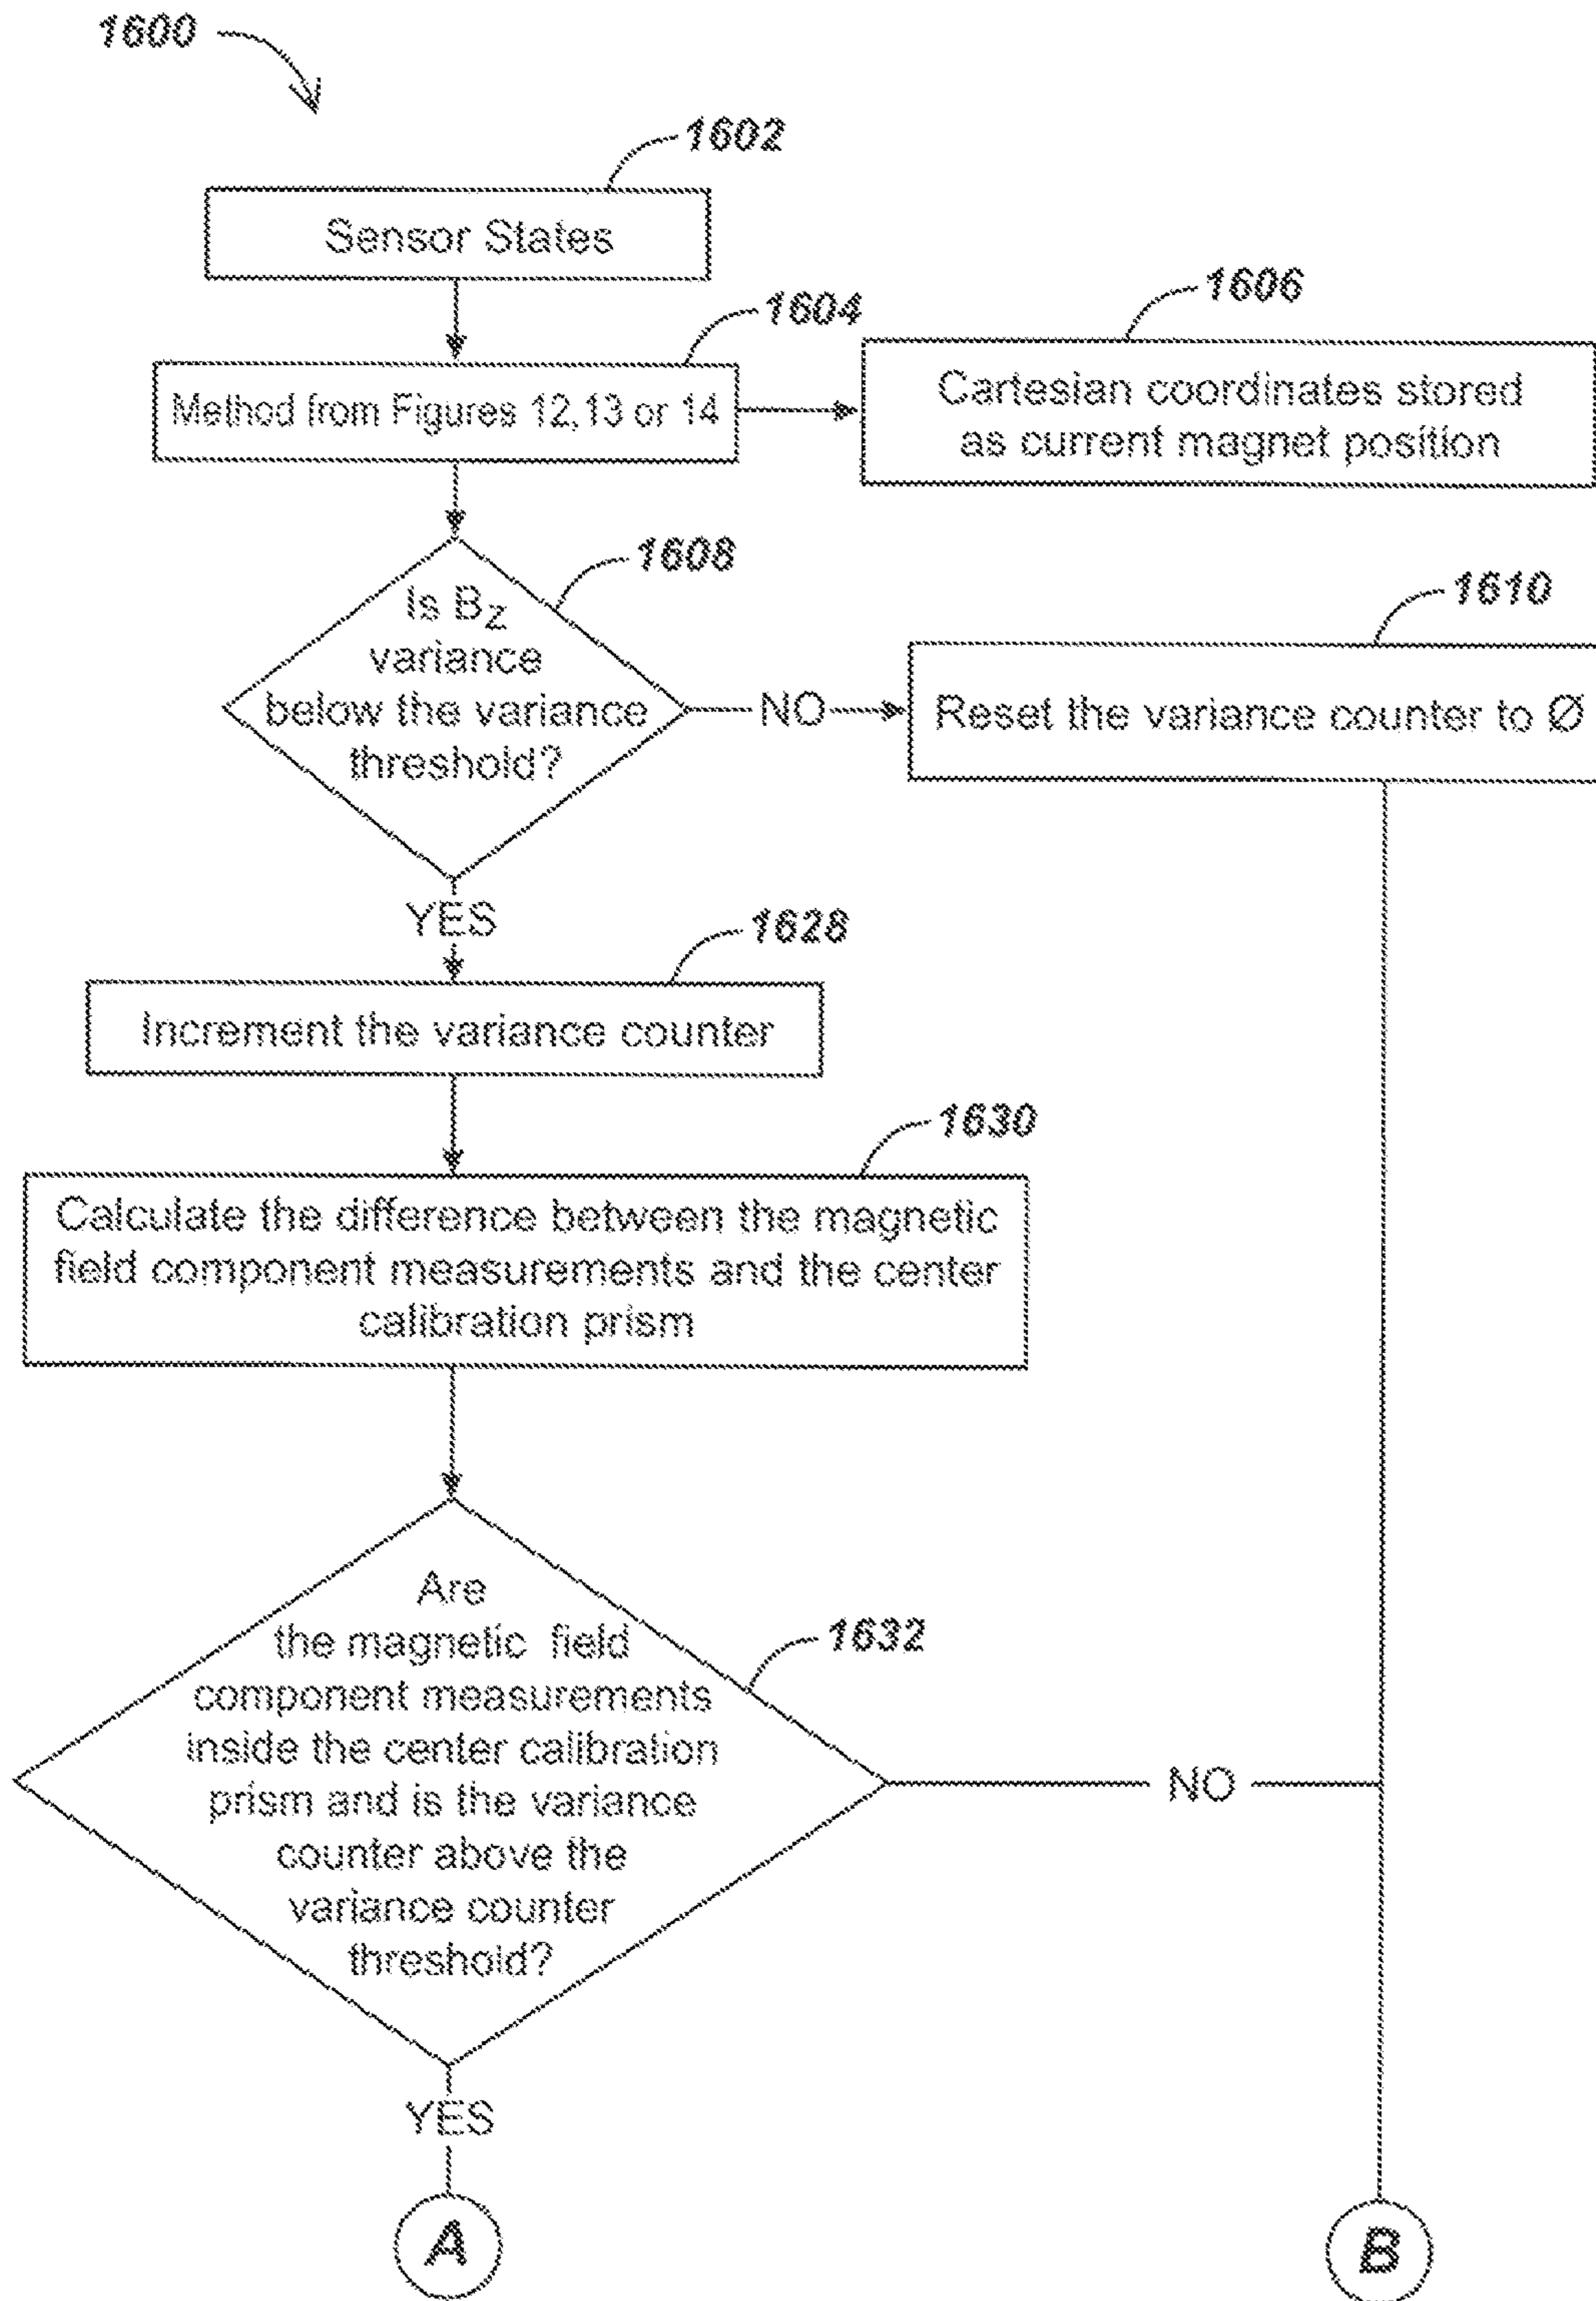 1600
1602
Sensor States
1604
1606
Method from Figures 12,13 or 14
Cartesian coordinates stored
as current magnet position
1608
Is Bz
variance
below the variance
threshold?
NO
1610
Reset the variance counter to Ø
YES
1628
Increment the variance counter
1630
Calculate the difference between the magnetic
field component measurements and the center
calibration prism
Are
the magnetic field
component measurements
inside the center calibration
prism and is the variance
counter above the
variance counter
threshold?
1632
NO
YES
A
B